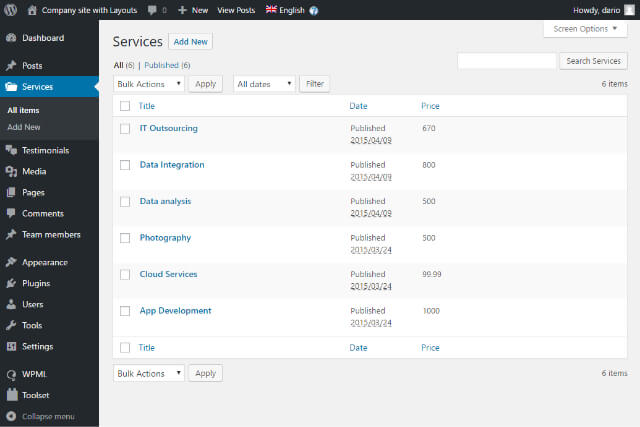 Company site with Layouts 0 New View Posts English Howdy, dario
Screen Options
Dashboard
Posts
Services
All items
Add New
Testimonials
Media
Pages
Comments
Team members
Appearance
Plugins
Users
Tools
Settings
WPML
Toolset
Collapse menu
Services Add New
All (6) | Published (6)
Search Services
Bulk Actions Apply All dates Filter 6 items
Title Date Price
IT Outsourcing Published 670
2015/04/09
Data Integration Published 800
2015/04/09
Data analysis Published 500
2015/04/09
Photography Published 500
2015/03/24
Cloud Services Published 99.99
2015/03/24
App Development Published 1000
2015/03/24
Title Date Price
Bulk Actions Apply 6 items